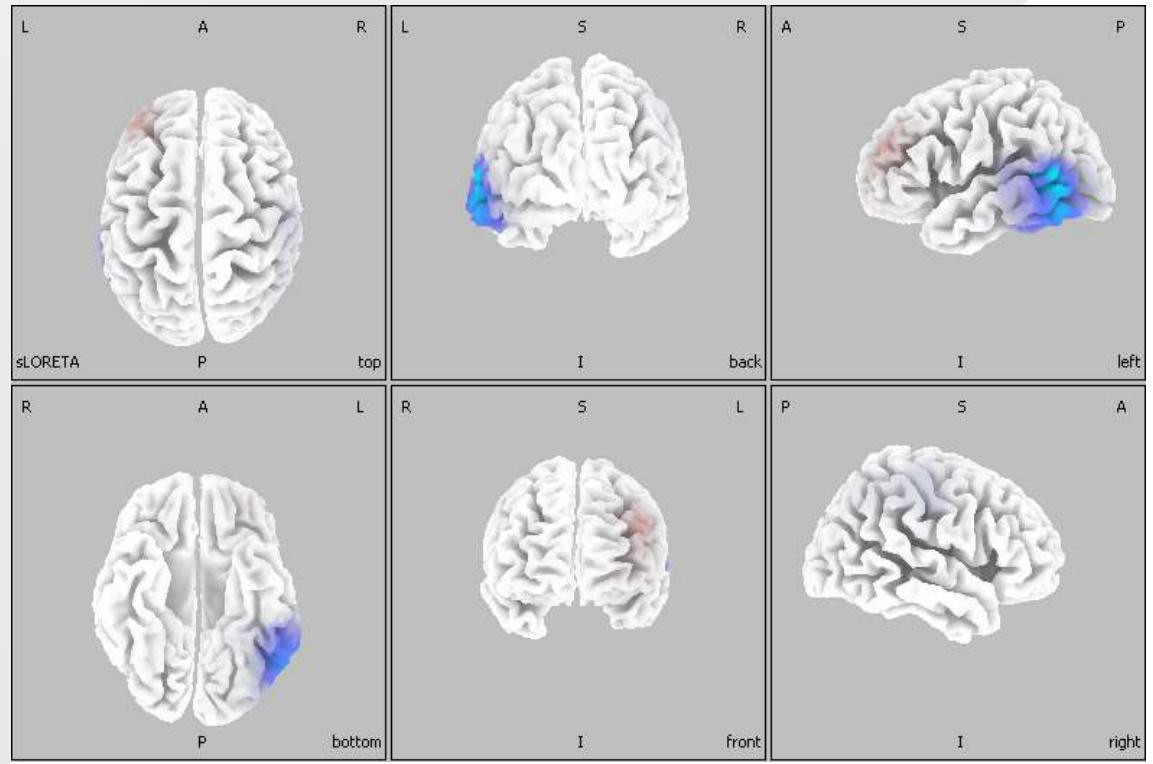 L A R
sLORETA P top
L S R
I back
A S P
I left
R A L
P bottom
R S L
I front
P S A
I right